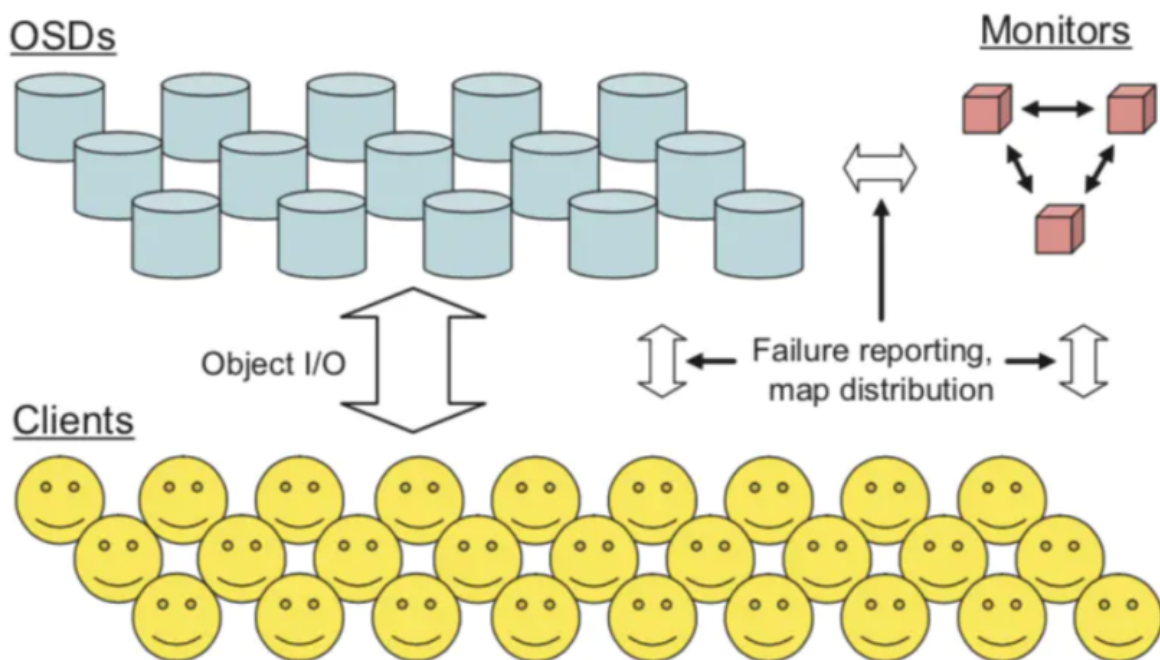 OSDs
Monitors
Object I/O
Failure reporting,
map distribution
Clients